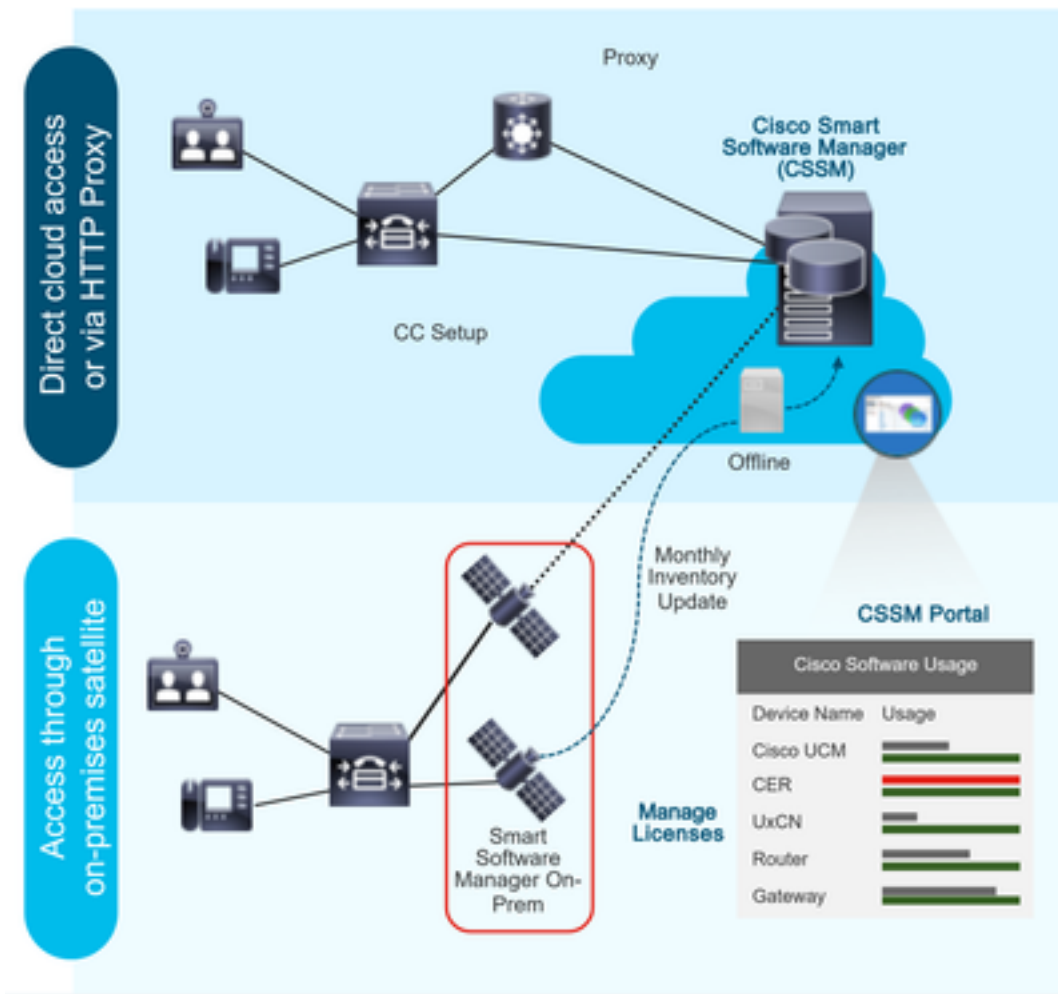 Direct cloud access
or via HTTP Proxy
Proxy
Cisco Smart
Software Manager
(CSSM)
CC Setup
Offline
Access through
on-premises satellite
Monthly
Inventory
Update
CSSM Portal
Cisco Software Usage
Device Name Usage
Cisco UCM
CER
UxCN
Router
Gateway
Manage
Licenses
Smart
Software
Manager On-
Prem